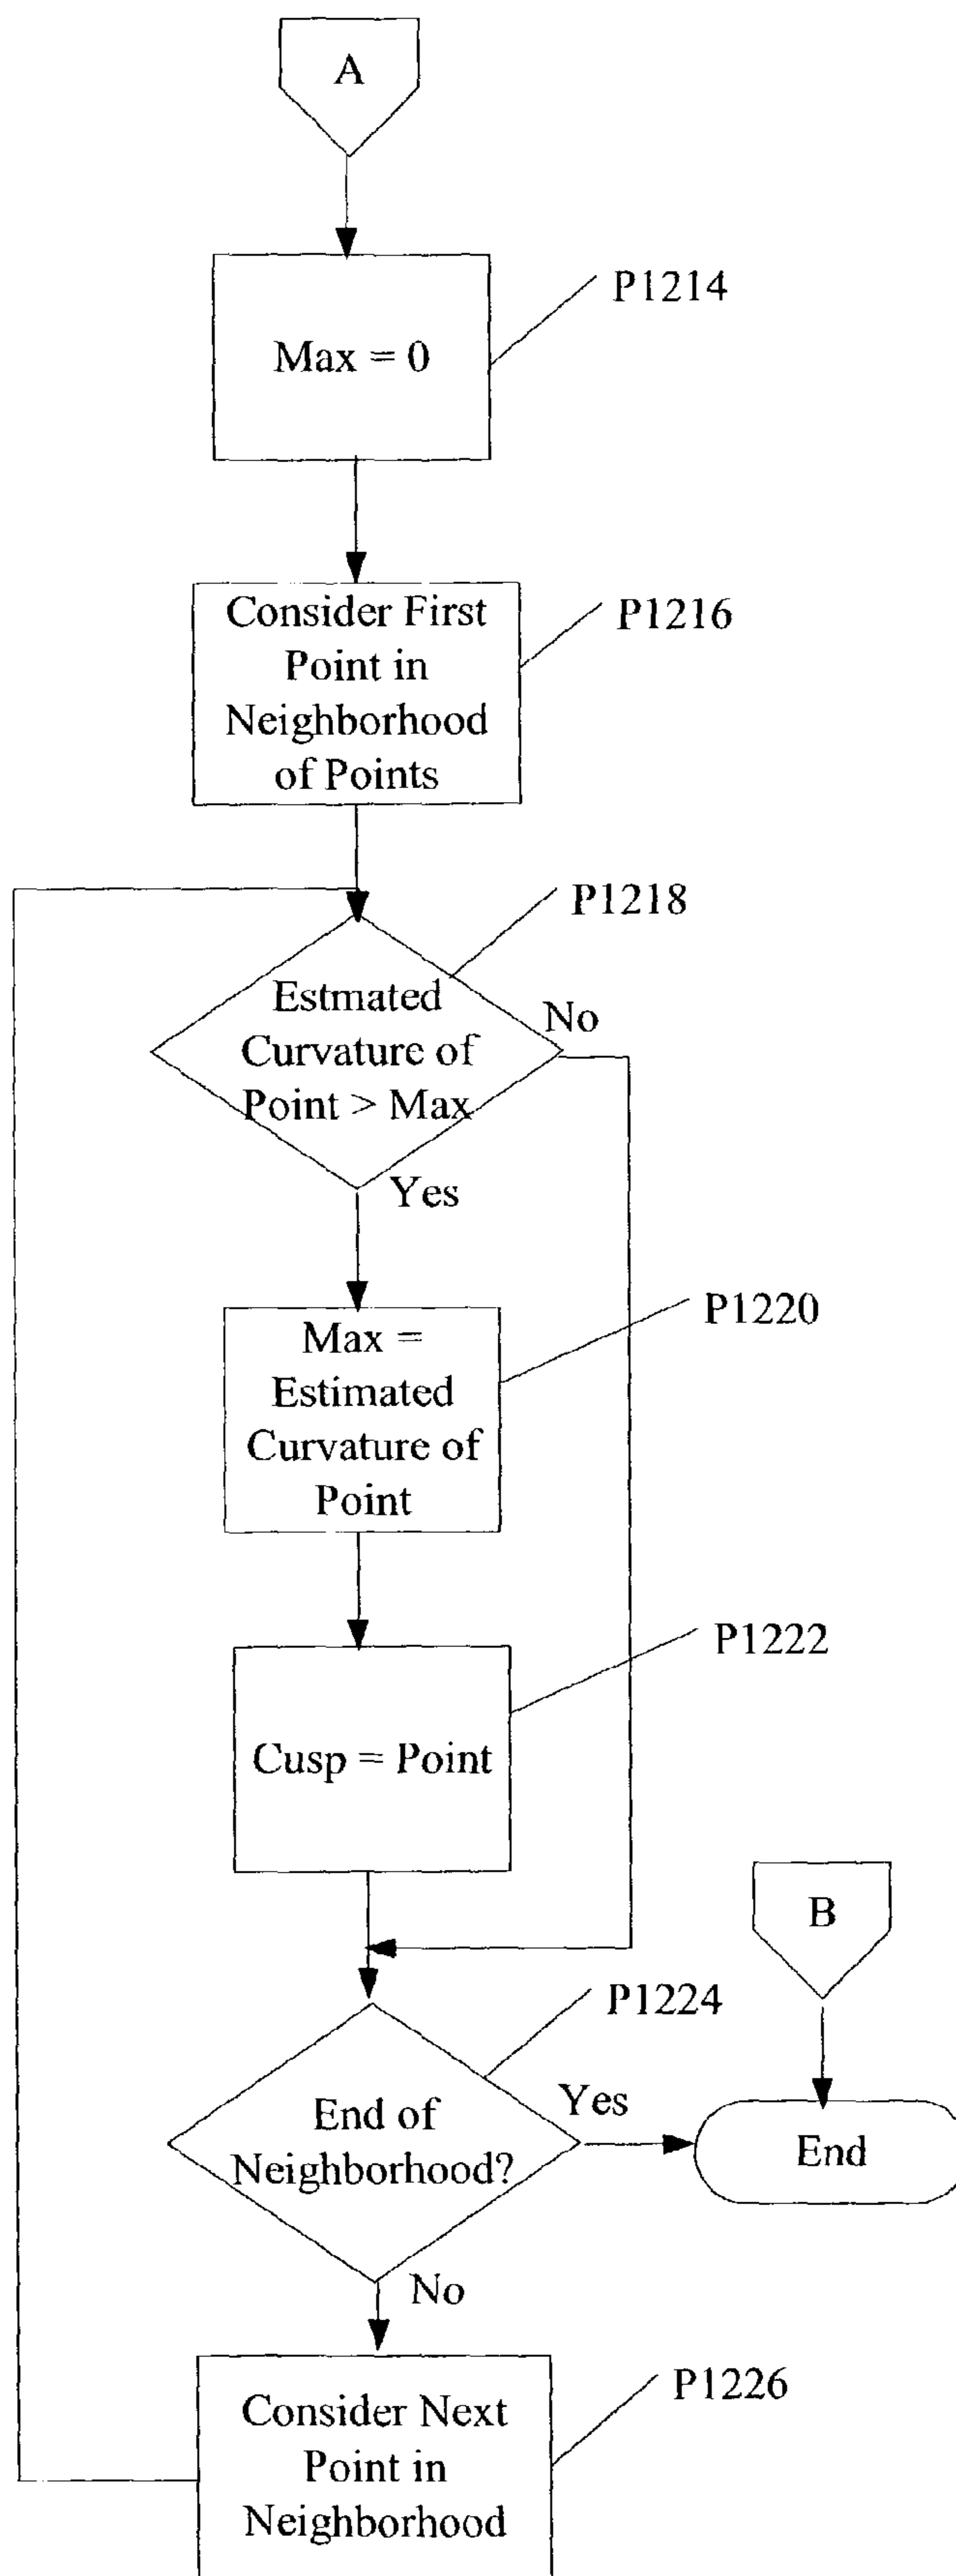 A
P1214
Max = 0
P1216
Consider First
Point in
Neighborhood
of Points
P1218
Estmated
Curvature of
Point > Max
No
Yes
P1220
Max =
Estimated
Curvature of
Point
P1222
Cusp = Point
B
P1224
End of
Neighborhood?
Yes
End
No
P1226
Consider Next
Point in
Neighborhood